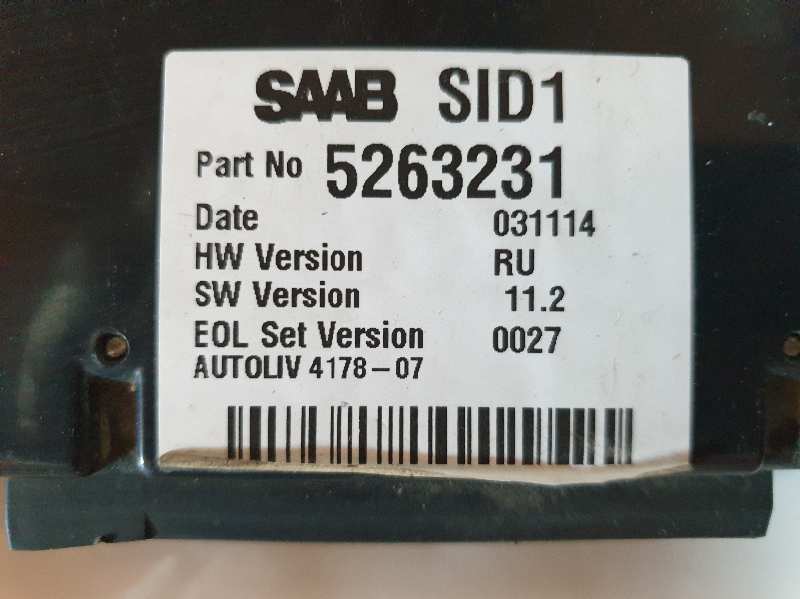 SAAB SID1
Part No 5263231
Date 031114
HW Version RU
SW Version 11.2
EOL Set Version 0027
AUTOLIV 4178-07